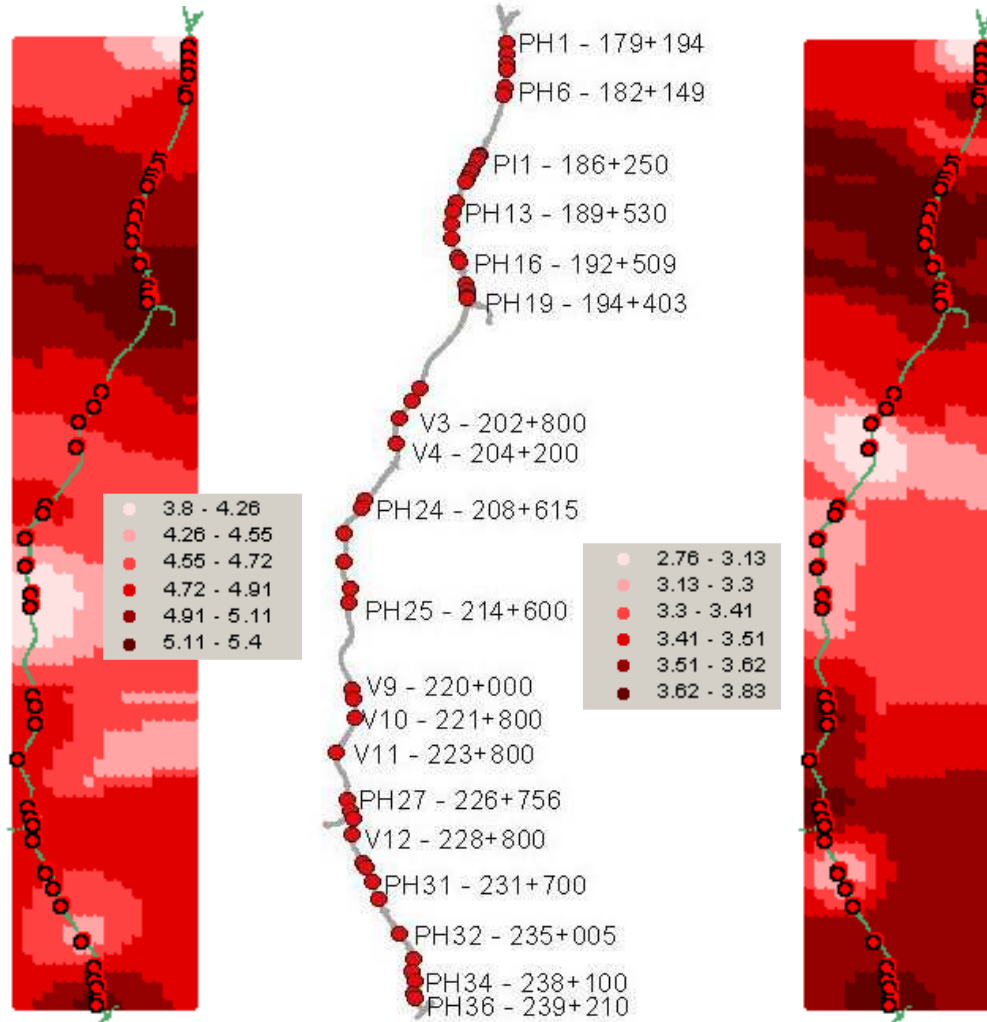 PH1 - 179+194
PH6 - 182+149
PI1 - 186+250
PH13 - 189+530
PH16 - 192+509
PH19 - 194+403
V3 - 202+800
V4 - 204+200
PH24 - 208+615
PH25 - 214+600
V9 - 220+000
V10 - 221+800
V11 - 223+800
PH27 - 226+756
V12 - 228+800
PH31 - 231+700
PH32 - 235+005
PH34 - 238+100
PH36 - 239+210
3.8 - 4.26
4.26 - 4.55
4.55 - 4.72
4.72 - 4.91
4.91 - 5.11
5.11 - 5.4
2.76 - 3.13
3.13 - 3.3
3.3 - 3.41
3.41 - 3.51
3.51 - 3.62
3.62 - 3.83